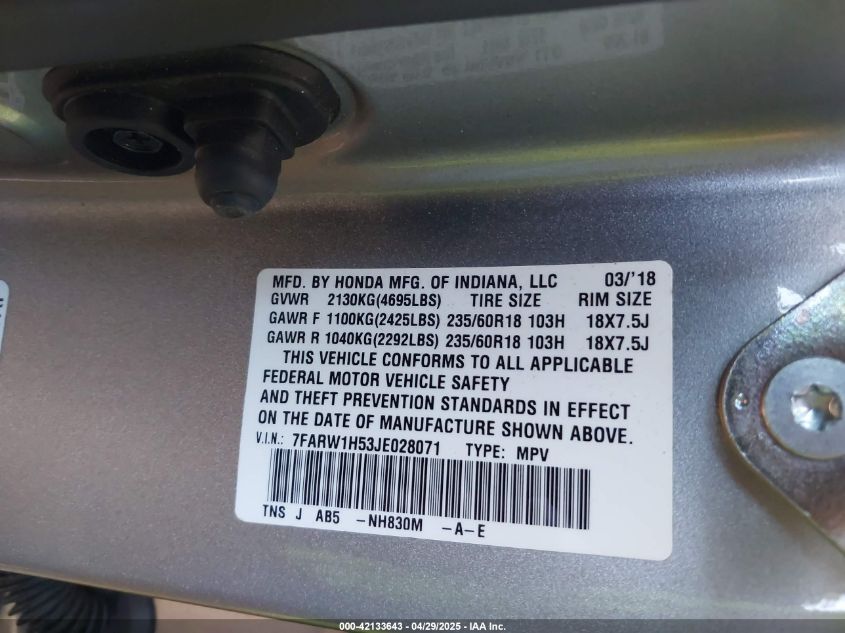 MFD. BY HONDA MFG. OF INDIANA, LLC 03/'18
GVWR 2130KG(4695LBS) TIRE SIZE RIM SIZE
GAWR F 1100KG(2425LBS) 235/60R18 103H 18X7.5J
GAWR R 1040KG(2292LBS) 235/60R18 103H 18X7.5J
THIS VEHICLE CONFORMS TO ALL APPLICABLE
FEDERAL MOTOR VEHICLE SAFETY
AND THEFT PREVENTION STANDARDS IN EFFECT
ON THE DATE OF MANUFACTURE SHOWN ABOVE.
V.I.N.: 7FARW1H53JE028071 TYPE: MPV
TNS J AB5 -NH830M -A-E
000-42133643 / 04/29/2025 - IAA Inc.